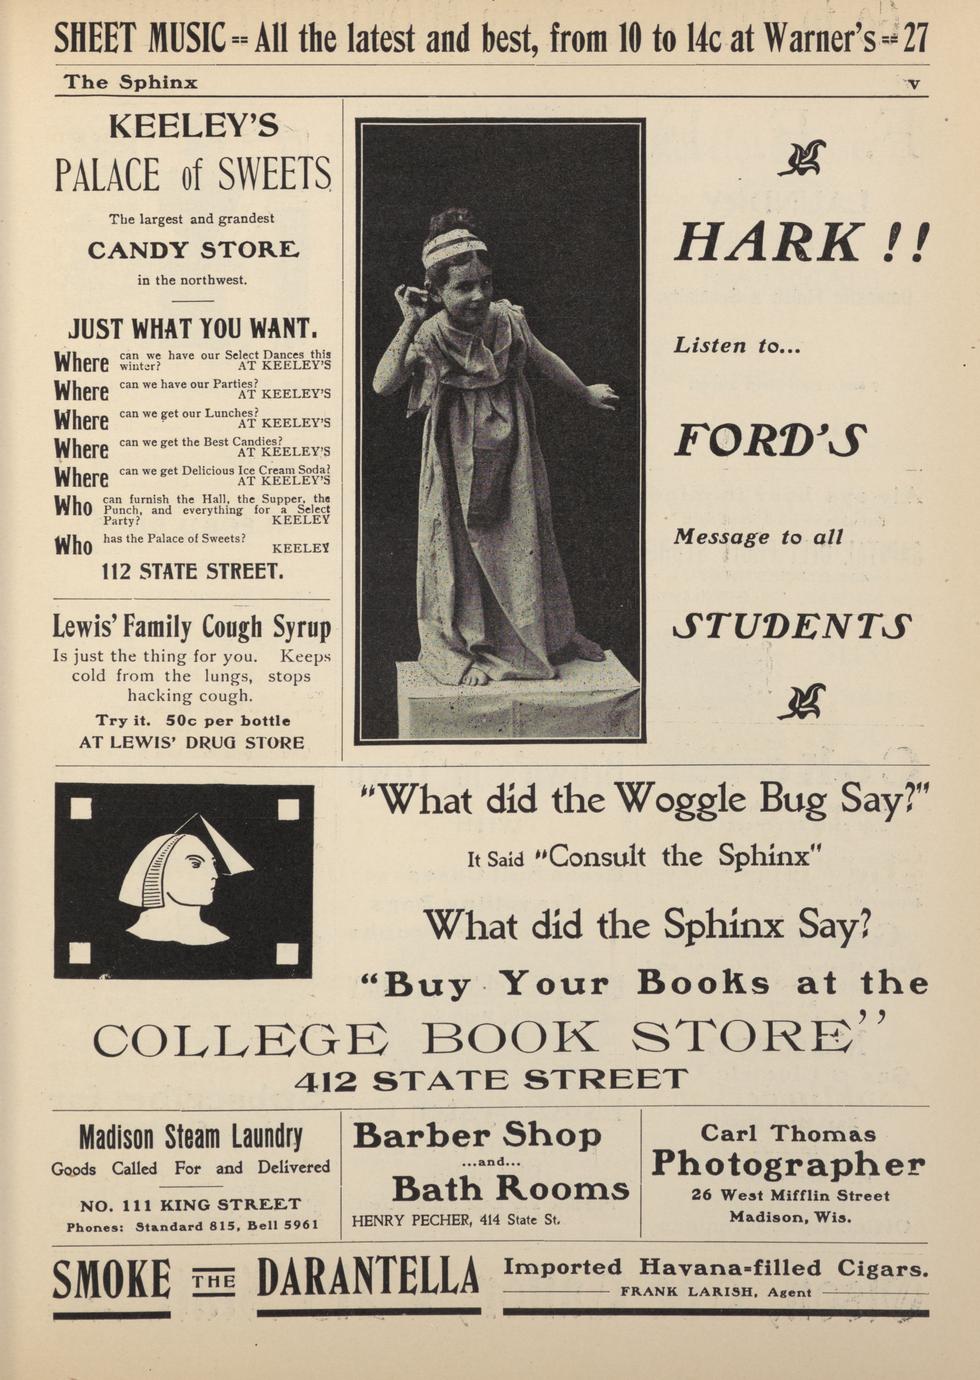 SHEET MUSIC == All the latest and best, from 10 to 14c at Warner's == 27
The Sphinx v
KEELEY'S
PALACE of SWEETS
The largest and grandest
CANDY STORE
in the northwest.
JUST WHAT YOU WANT.
Where can we have our Select Dances this
winter? AT KEELEY'S
Where can we have our Parties?
AT KEELEY'S
Where can we get our Lunches?
AT KEELEY'S
Where can we get the Best Candies?
AT KEELEY'S
Where can we get Delicious Ice Cream Soda?
AT KEELEY'S
Who can furnish the Hall, the Supper, the
Punch, and everything for a Select
Party? KEELEY
Who has the Palace of Sweets?
KEELEY
112 STATE STREET.
Lewis' Family Cough Syrup
Is just the thing for you. Keeps
cold from the lungs, stops
hacking cough.
Try it. 50c per bottle
AT LEWIS' DRUG STORE
HARK !!
Listen to...
FORD'S
Message to all
STUDENTS
"What did the Woggle Bug Say?"
It Said "Consult the Sphinx"
What did the Sphinx Say?
"Buy Your Books at the
COLLEGE BOOK STORE"
412 STATE STREET
Madison Steam Laundry
Goods Called For and Delivered
NO. 111 KING STREET
Phones: Standard 815, Bell 5961
Barber Shop
...and...
Bath Rooms
HENRY PECHER, 414 State St.
Carl Thomas
Photographer
26 West Mifflin Street
Madison, Wis.
SMOKE THE DARANTELLA
Imported Havana-filled Cigars.
FRANK LARISH, Agent